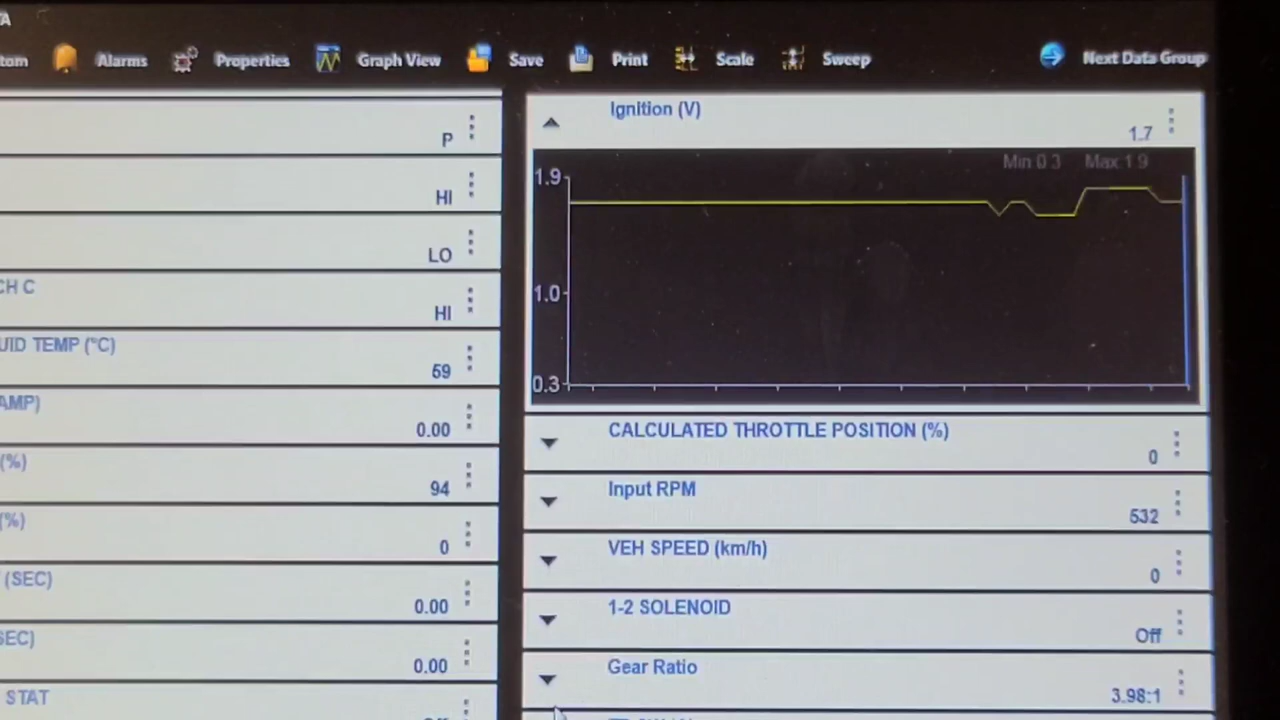 Alarms Properties Graph View Save Print Scale Sweep Next Data Group
P
HI
LO
CH C
HI
UID TEMP (°C)
59
AMP)
0.00
(%)
94
(%)
0
(SEC)
0.00
SEC)
0.00
STAT
Ignition (V)
1.7
Min 0.3 Max 1.9
1.9
1.0
0.3
CALCULATED THROTTLE POSITION (%)
0
Input RPM
532
VEH SPEED (km/h)
0
1-2 SOLENOID
Off
Gear Ratio
3.98:1